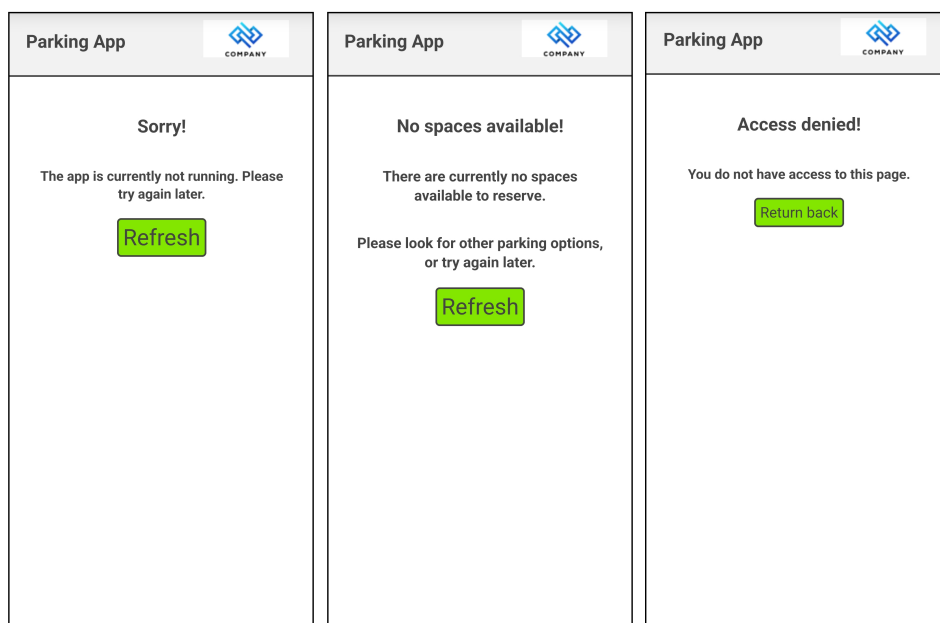 Parking App
COMPANY
Sorry!
The app is currently not running. Please
try again later.
Refresh
Parking App
COMPANY
No spaces available!
There are currently no spaces
available to reserve.
Please look for other parking options,
or try again later.
Refresh
Parking App
COMPANY
Access denied!
You do not have access to this page.
Return back